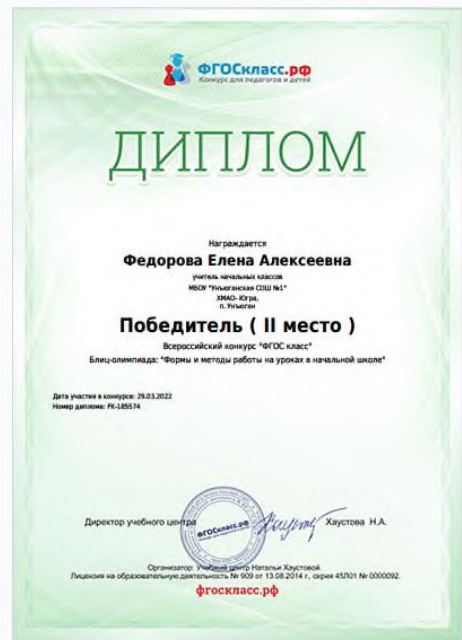 ФГОСкласс.рф
Конкурс для педагогов и детей
ДИПЛОМ
Награждается
Федорова Елена Алексеевна
учитель начальных классов
МБОУ "Унъюганская СОШ №1"
ХМАО- Югра,
п. Унъюган
Победитель ( II место )
Всероссийский конкурс "ФГОС класс"
Блиц-олимпиада: "Формы и методы работы на уроках в начальной школе"
Дата участия в конкурсе: 29.03.2022
Номер диплома: FK-185574
Директор учебного центра Хаустова Н.А.
ФГОСкласс.рф
Организатор: Учебный центр Натальи Хаустовой.
Лицензия на образовательную деятельность № 909 от 13.08.2014 г., серия 45Л01 № 0000092.
фгоскласс.рф